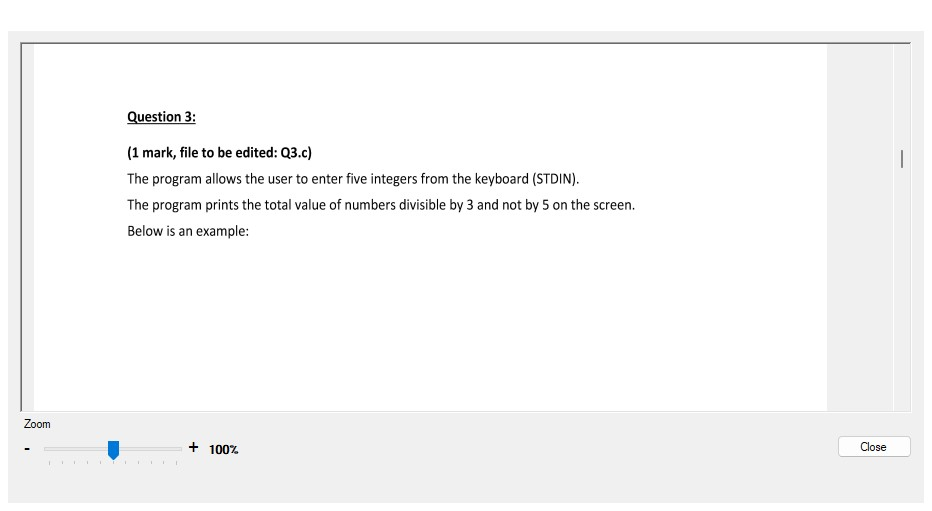 Question 3:
(1 mark, file to be edited: Q3.c)
The program allows the user to enter five integers from the keyboard (STDIN).
The program prints the total value of numbers divisible by 3 and not by 5 on the screen.
Below is an example:
Zoom
- + 100%
Close